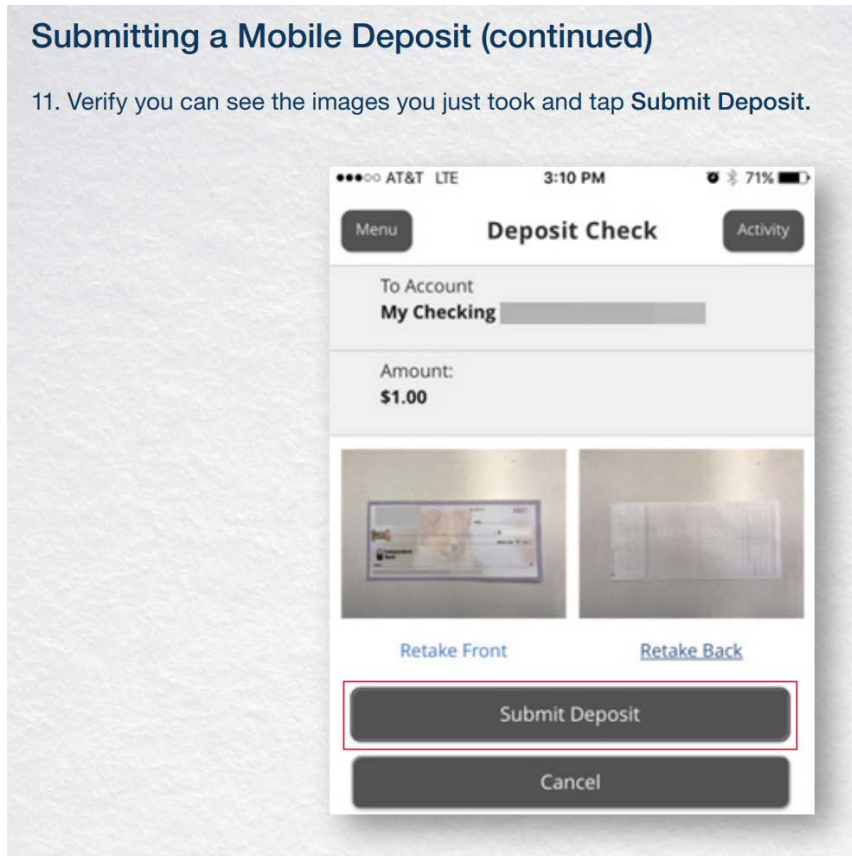 Submitting a Mobile Deposit (continued)
11. Verify you can see the images you just took and tap Submit Deposit.
AT&T LTE 3:10 PM 71%
Menu Deposit Check Activity
To Account
My Checking
Amount:
$1.00
Independent
Bank
Retake Front Retake Back
Submit Deposit
Cancel